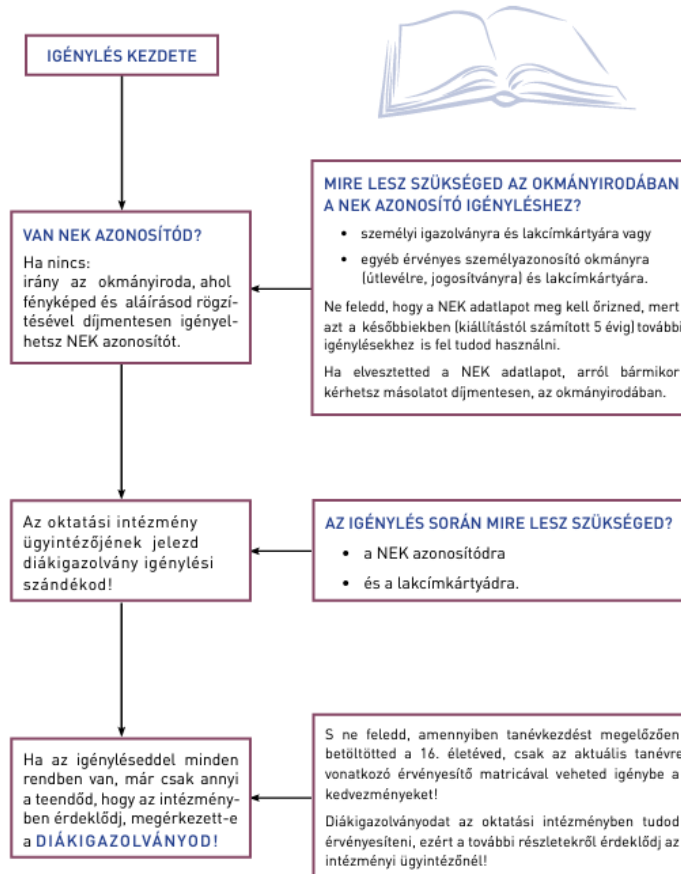 IGÉNYLÉS KEZDETE
VAN NEK AZONOSÍTÓD?
Ha nincs:
irány az okmányiroda, ahol
fényképed és aláírásod rögzí-
tésével díjmentesen igényel-
hetsz NEK azonosítót.
MIRE LESZ SZÜKSÉGED AZ OKMÁNYIRODÁBAN
A NEK AZONOSÍTÓ IGÉNYLÉSHEZ?
• személyi igazolványra és lakcímkártyára vagy
• egyéb érvényes személyazonosító okmányra
(útlevélre, jogosítványra) és lakcímkártyára.
Ne feledd, hogy a NEK adatlapot meg kell őrizned, mert
azt a későbbiekben (kiállítástól számított 5 évig) további
igénylésekhez is fel tudod használni.
Ha elvesztetted a NEK adatlapot, arról bármikor
kérhetsz másolatot díjmentesen, az okmányirodában.
Az oktatási intézmény
ügyintézőjének jelezd
diákigazolvány igénylési
szándékod!
AZ IGÉNYLÉS SORÁN MIRE LESZ SZÜKSÉGED?
• a NEK azonosítódra
• és a lakcímkártyádra.
Ha az igényléseddel minden
rendben van, már csak annyi
a teendőd, hogy az intézmény-
ben érdeklődj, megérkezett-e
a DIÁKIGAZOLVÁNYOD!
S ne feledd, amennyiben tanévkezdést megelőzően
betöltötted a 16. életéved, csak az aktuális tanévre
vonatkozó érvényesítő matricával veheted igénybe a
kedvezményeket!
Diákigazolványodat az oktatási intézményben tudod
érvényesíteni, ezért a további részletekről érdeklődj az
intézményi ügyintézőnél!